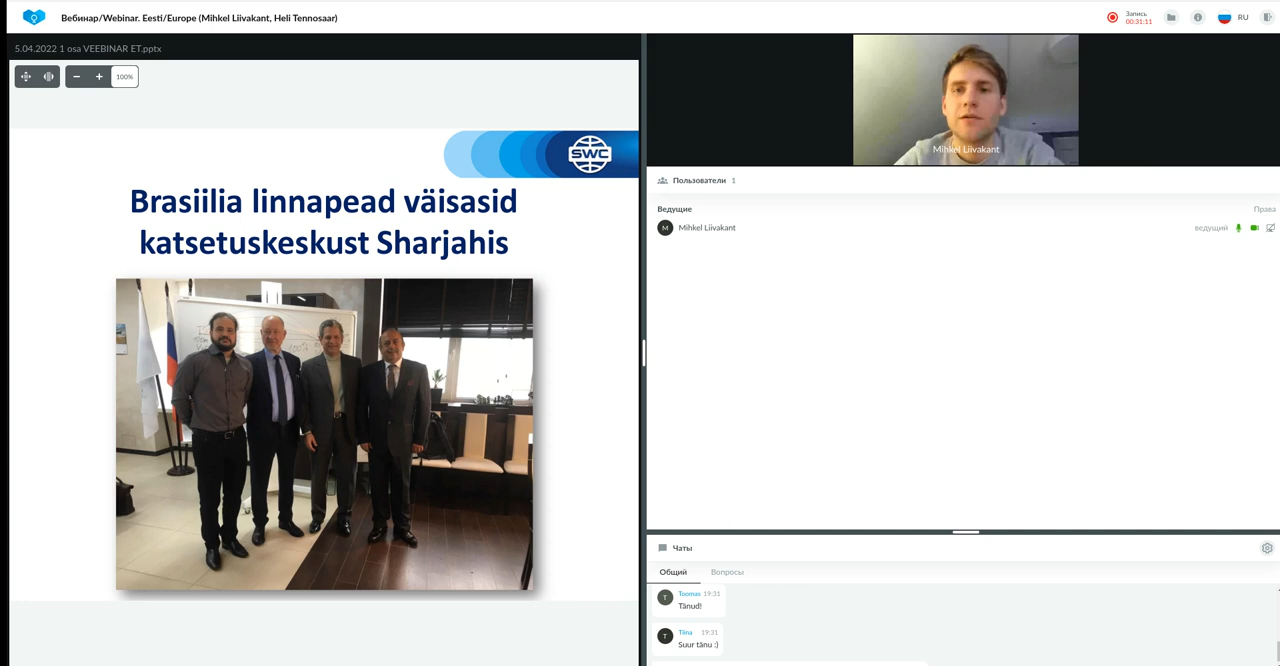 Вебинар/Webinar. Eesti/Europe (Mihkel Liivakant, Heli Tennosaar)
Запись
00:31:11
RU
5.04.2022 1 osa VEEBINAR ET.pptx
100%
SWC
Brasiilia linnapead väisasid
katsetuskeskust Sharjahis
Mihkel Liivakant
Пользователи 1
Ведущие
Права
M
Mihkel Liivakant
ведущий
Чаты
Общий
Вопросы
T
Toomas 19:31
Tänud!
T
Tiina 19:31
Suur tänu :)